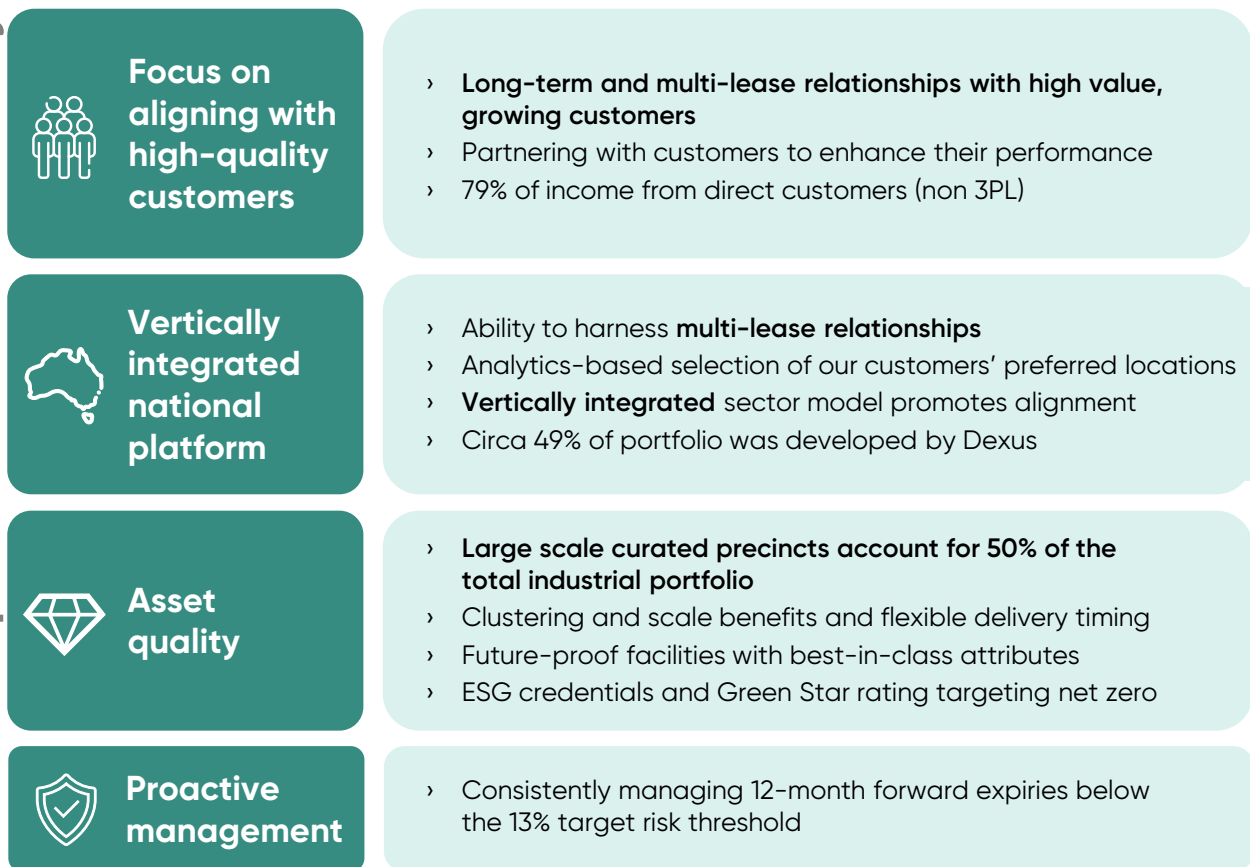 Focus on
aligning with
high-quality
customers
› Long-term and multi-lease relationships with high value,
growing customers
› Partnering with customers to enhance their performance
› 79% of income from direct customers (non 3PL)
Vertically
integrated
national
platform
› Ability to harness multi-lease relationships
› Analytics-based selection of our customers’ preferred locations
› Vertically integrated sector model promotes alignment
› Circa 49% of portfolio was developed by Dexus
Asset
quality
› Large scale curated precincts account for 50% of the
total industrial portfolio
› Clustering and scale benefits and flexible delivery timing
› Future-proof facilities with best-in-class attributes
› ESG credentials and Green Star rating targeting net zero
Proactive
management
› Consistently managing 12-month forward expiries below
the 13% target risk threshold